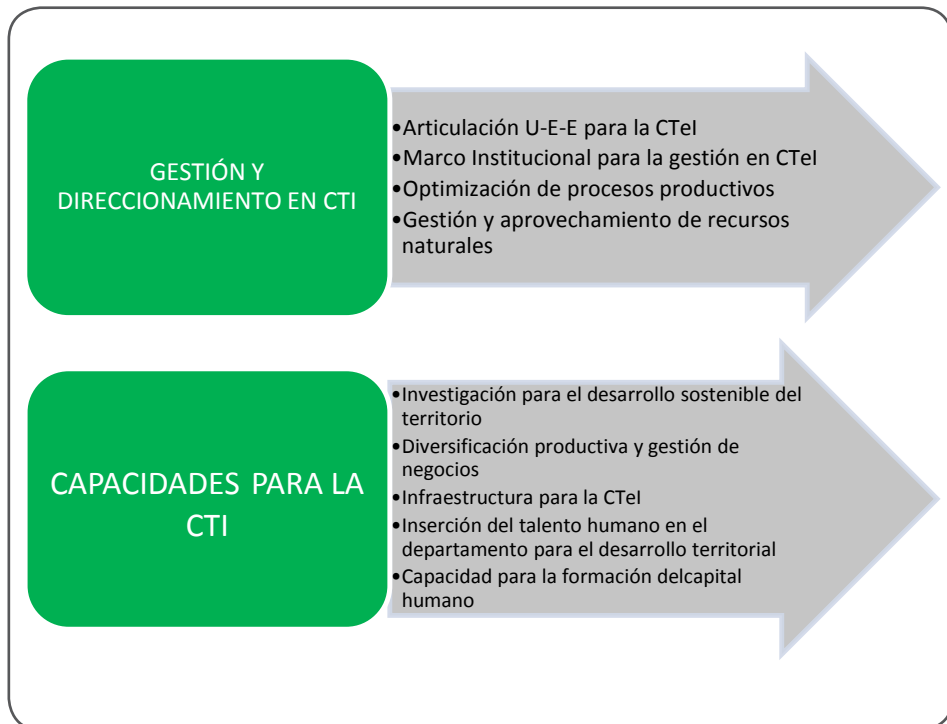 GESTIÓN Y
DIRECCIONAMIENTO EN CTI
•Articulación U-E-E para la CTeI
•Marco Institucional para la gestión en CTeI
•Optimización de procesos productivos
•Gestión y aprovechamiento de recursos
naturales
CAPACIDADES PARA LA
CTI
•Investigación para el desarrollo sostenible del
territorio
•Diversificación productiva y gestión de
negocios
•Infraestructura para la CTeI
•Inserción del talento humano en el
departamento para el desarrollo territorial
•Capacidad para la formación delcapital
humano